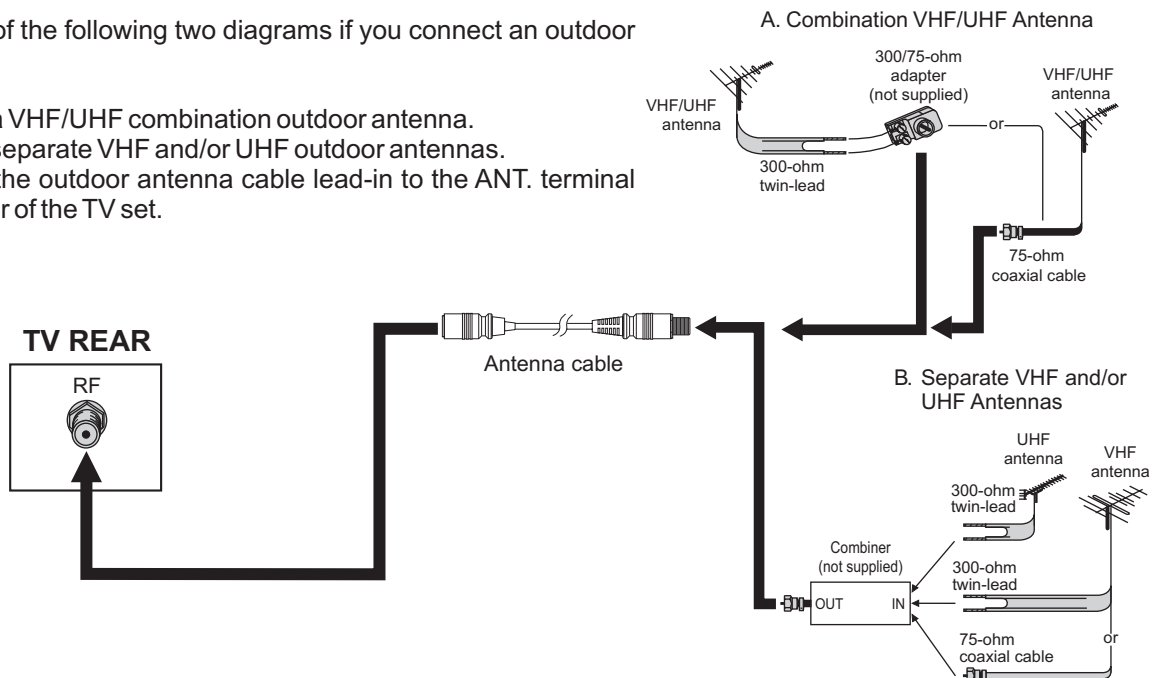 of the following two diagrams if you connect an outdoor
VHF/UHF combination outdoor antenna.
separate VHF and/or UHF outdoor antennas.
the outdoor antenna cable lead-in to the ANT. terminal
of the TV set.
A. Combination VHF/UHF Antenna
300/75-ohm
adapter
(not supplied)
VHF/UHF
antenna
VHF/UHF
antenna
or
300-ohm
twin-lead
75-ohm
coaxial cable
TV REAR
RF
Antenna cable
B. Separate VHF and/or
UHF Antennas
UHF
antenna
VHF
antenna
300-ohm
twin-lead
Combiner
(not supplied)
OUT IN
300-ohm
twin-lead
75-ohm
coaxial cable
or